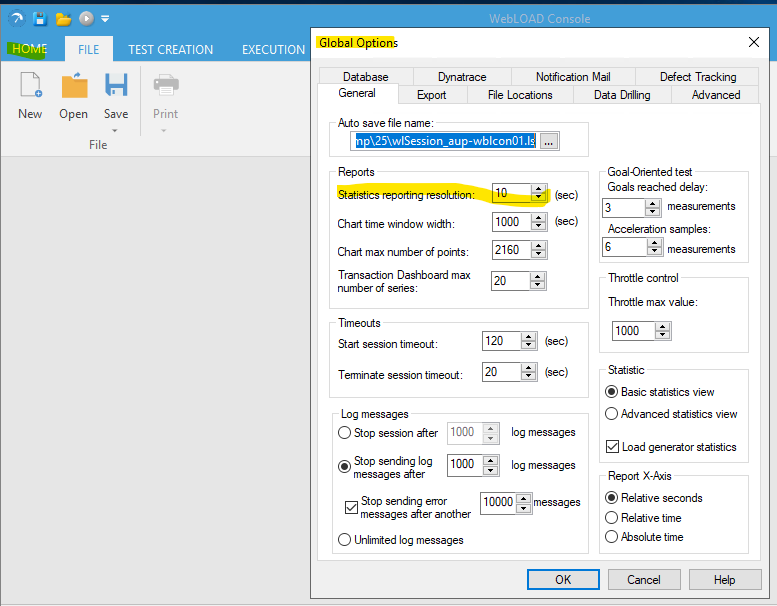 WebLOAD Console
HOME
FILE
TEST CREATION
EXECUTION
New
Open
Save
Print
File
Global Options
Database
Dynatrace
Notification Mail
Defect Tracking
General
Export
File Locations
Data Drilling
Advanced
Auto save file name:
mp\25\wlSession_aup-wblcon01.ls
...
Reports
Statistics reporting resolution: 10 (sec)
Chart time window width: 1000 (sec)
Chart max number of points: 2160
Transaction Dashboard max
number of series: 20
Timeouts
Start session timeout: 120 (sec)
Terminate session timeout: 20 (sec)
Log messages
Stop session after 1000 log messages
Stop sending log
messages after 1000 log messages
Stop sending error
messages after another 10000 messages
Unlimited log messages
Goal-Oriented test
Goals reached delay:
3 measurements
Acceleration samples:
6 measurements
Throttle control
Throttle max value:
1000
Statistic
Basic statistics view
Advanced statistics view
Load generator statistics
Report X-Axis
Relative seconds
Relative time
Absolute time
OK
Cancel
Help